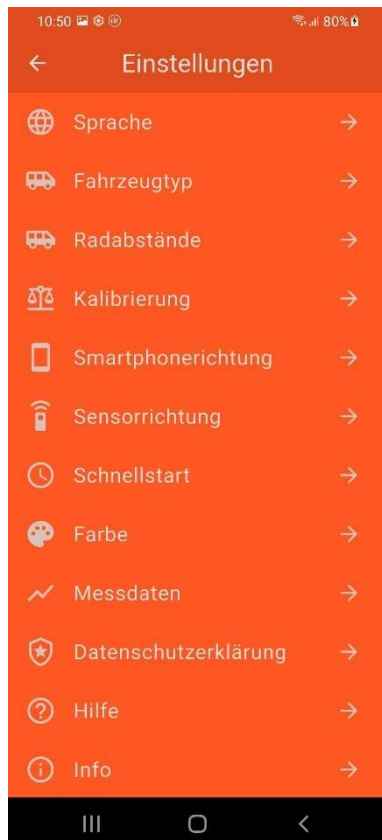 10:50
80%
Einstellungen
Sprache
Fahrzeugtyp
Radabstände
Kalibrierung
Smartphonerichtung
Sensorrichtung
Schnellstart
Farbe
Messdaten
Datenschutzerklärung
Hilfe
Info